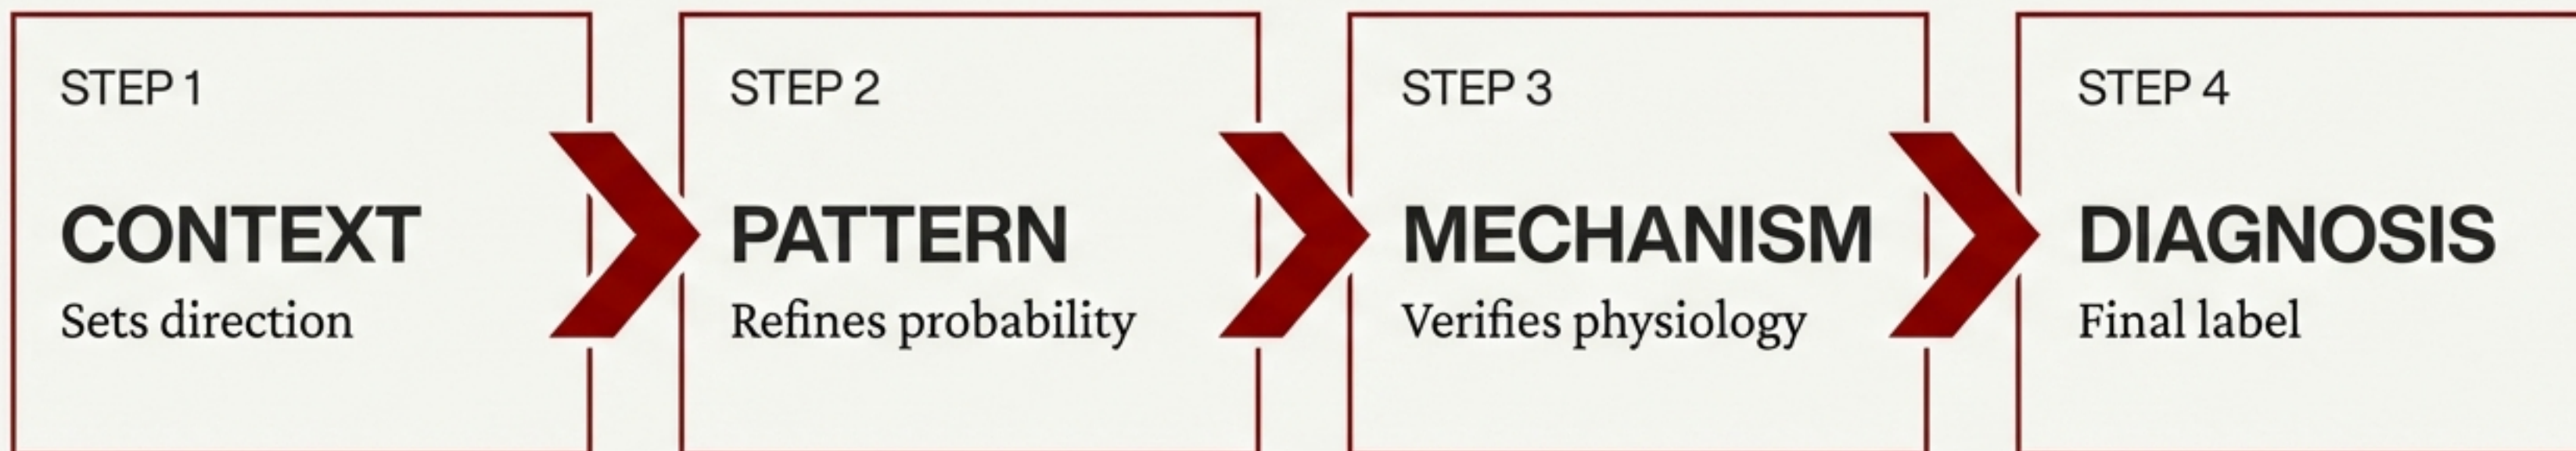 STEP 1
CONTEXT
Sets direction
STEP 2
PATTERN
Refines probability
STEP 3
MECHANISM
Verifies physiology
STEP 4
DIAGNOSIS
Final label